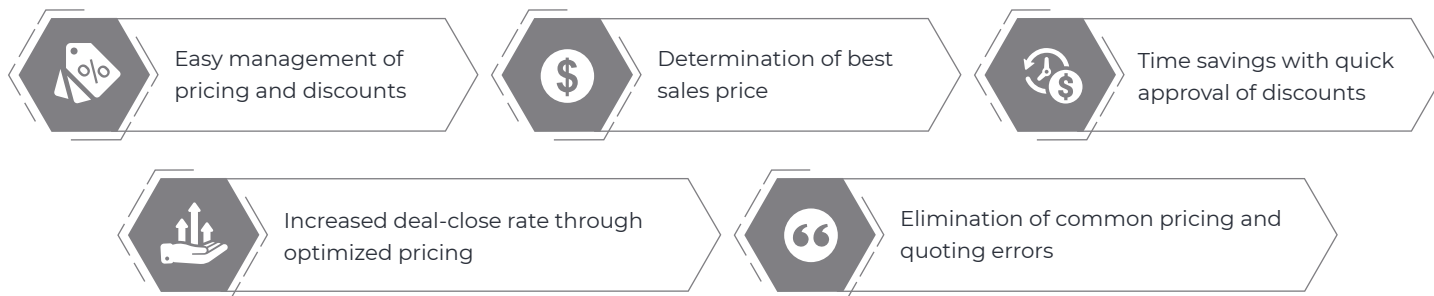 %
Easy management of
pricing and discounts
$
Determination of best
sales price
$
Time savings with quick
approval of discounts
Increased deal-close rate through
optimized pricing
“
Elimination of common pricing and
quoting errors